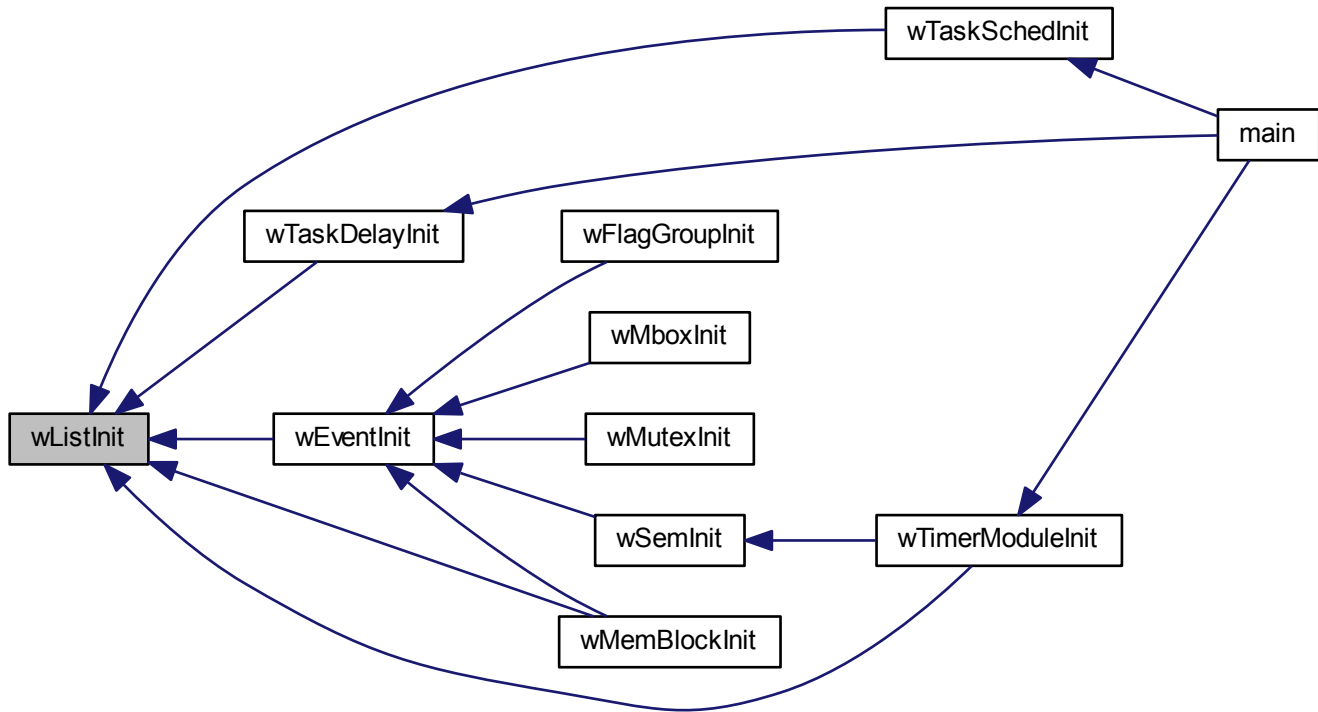 wTaskSchedInit
main
wTaskDelayInit
wFlagGroupInit
wMboxInit
wListInit
wEventInit
wMutexInit
wSemInit
wTimerModuleInit
wMemBlockInit